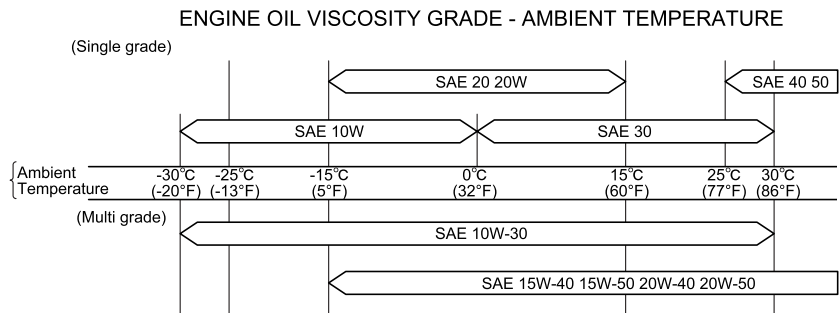 ENGINE OIL VISCOSITY GRADE - AMBIENT TEMPERATURE
(Single grade)
SAE 20 20W
SAE 40 50
SAE 10W
SAE 30
Ambient
Temperature
-30°C -25°C -15°C 0°C 15°C 25°C 30°C
(-20°F) (-13°F) (5°F) (32°F) (60°F) (77°F) (86°F)
(Multi grade)
SAE 10W-30
SAE 15W-40 15W-50 20W-40 20W-50